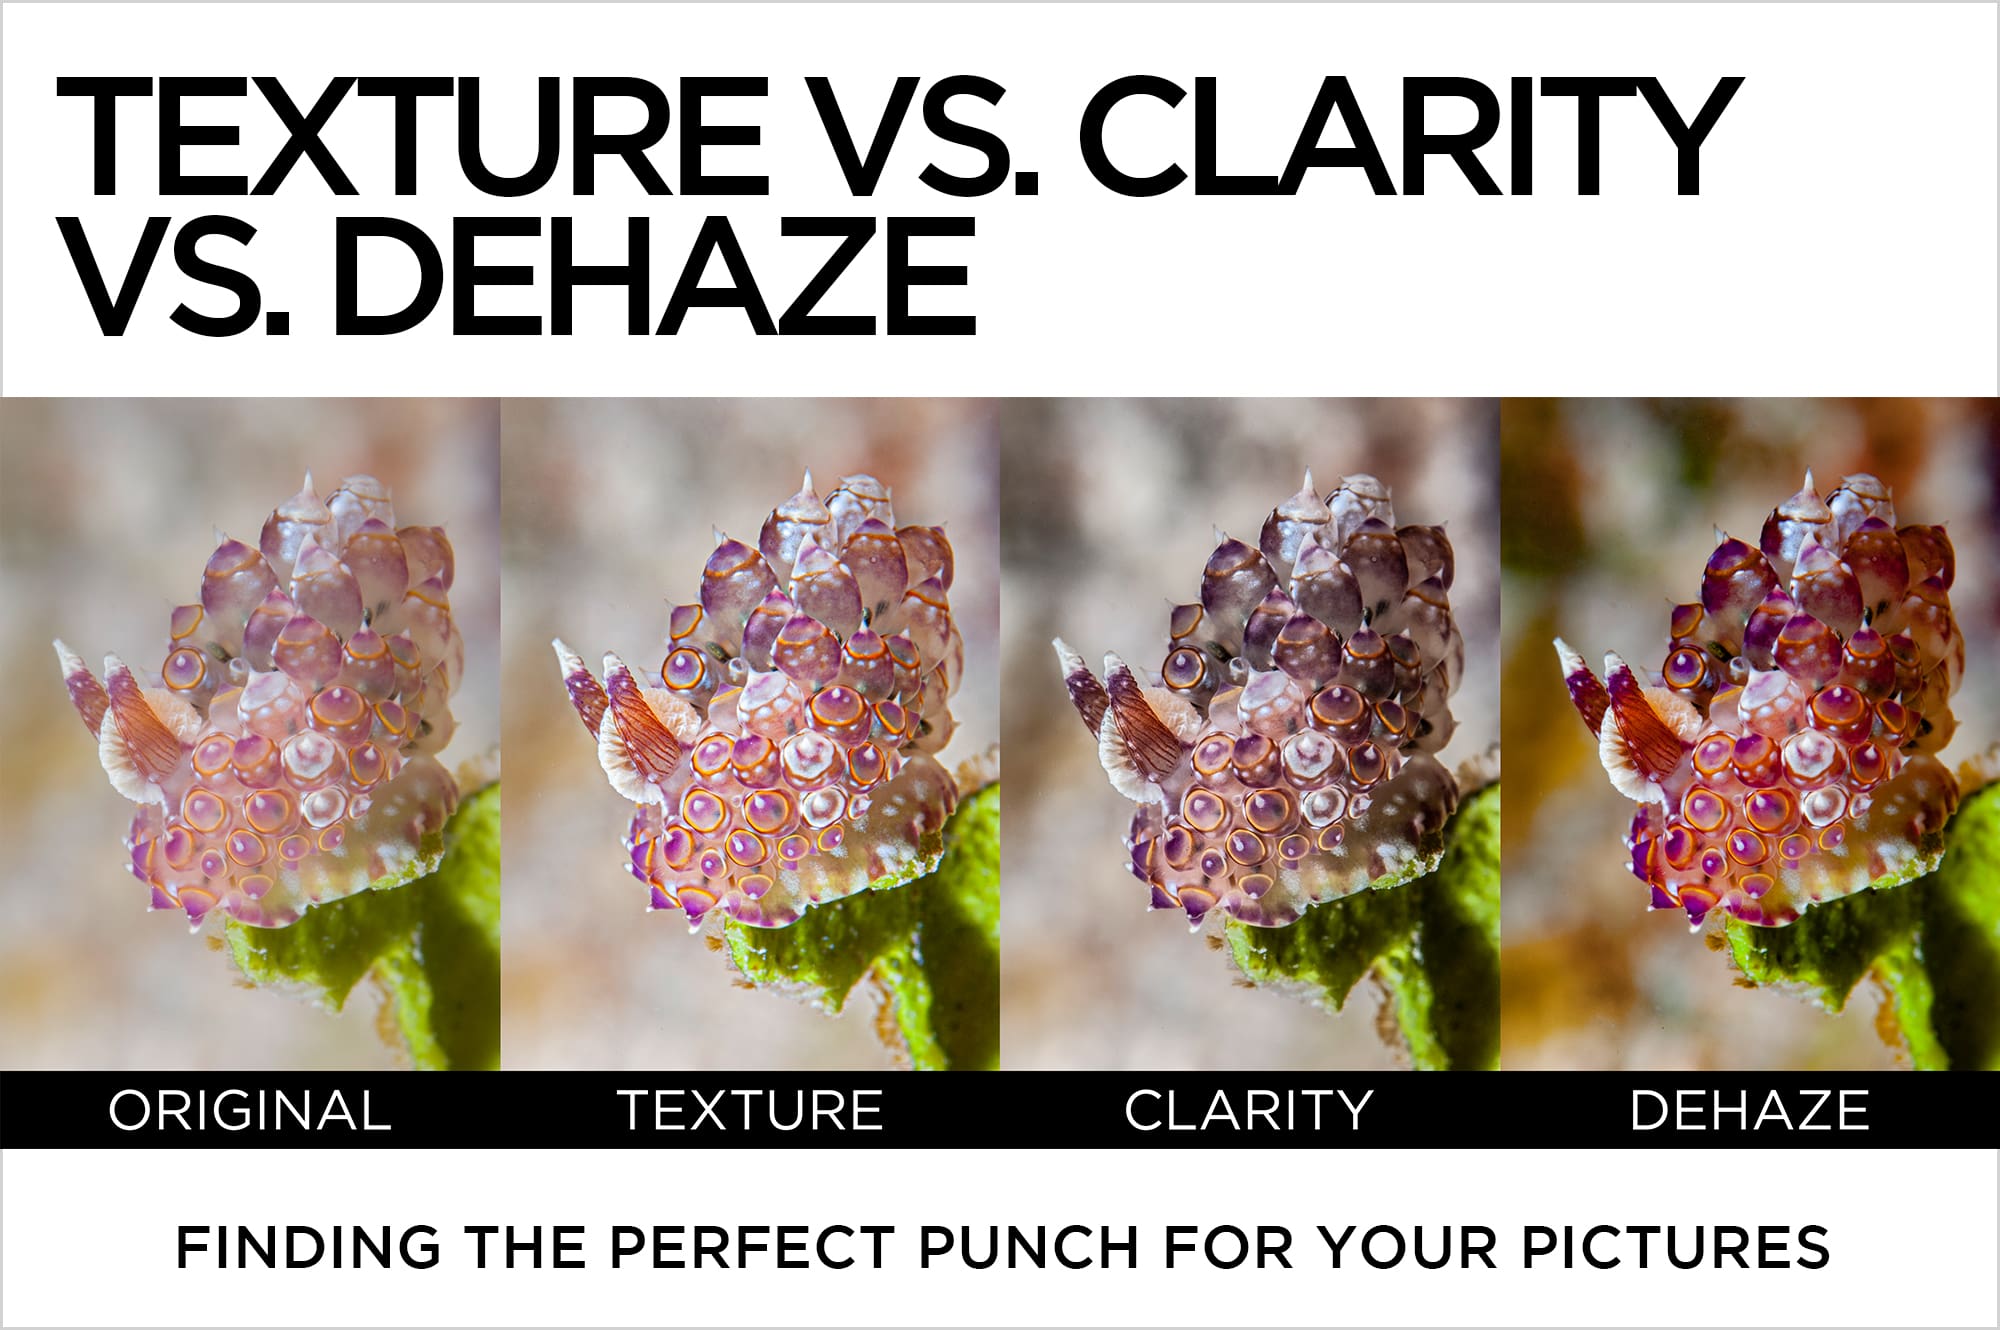 TEXTURE VS. CLARITY
VS. DEHAZE
ORIGINAL
TEXTURE
CLARITY
DEHAZE
FINDING THE PERFECT PUNCH FOR YOUR PICTURES